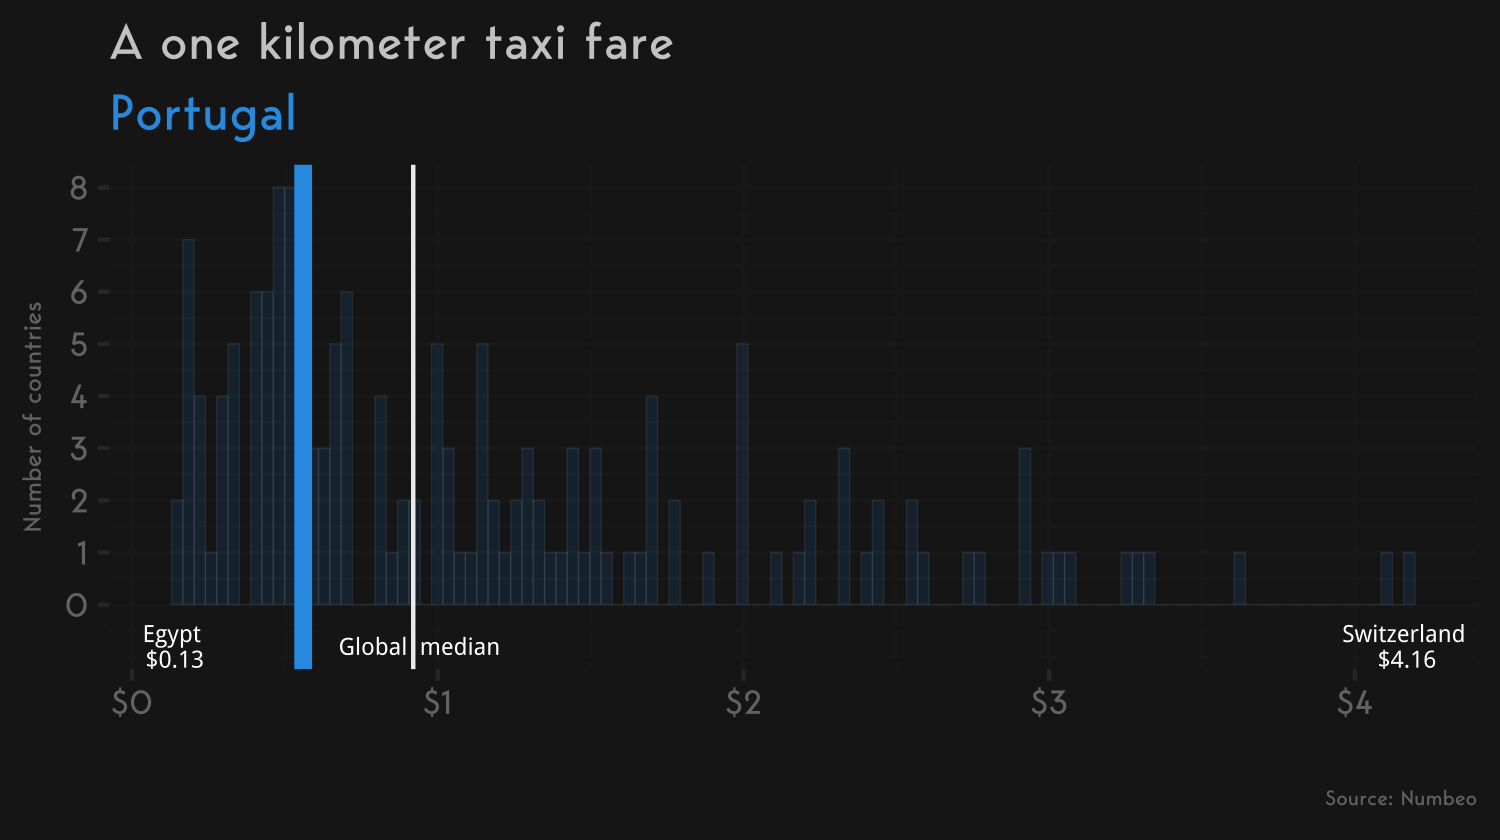 A one kilometer taxi fare
Portugal
Number of countries
8
7
6
5
4
3
2
1
0
Egypt
$0.13
Global median
Switzerland
$4.16
$0 $1 $2 $3 $4
Source: Numbeo